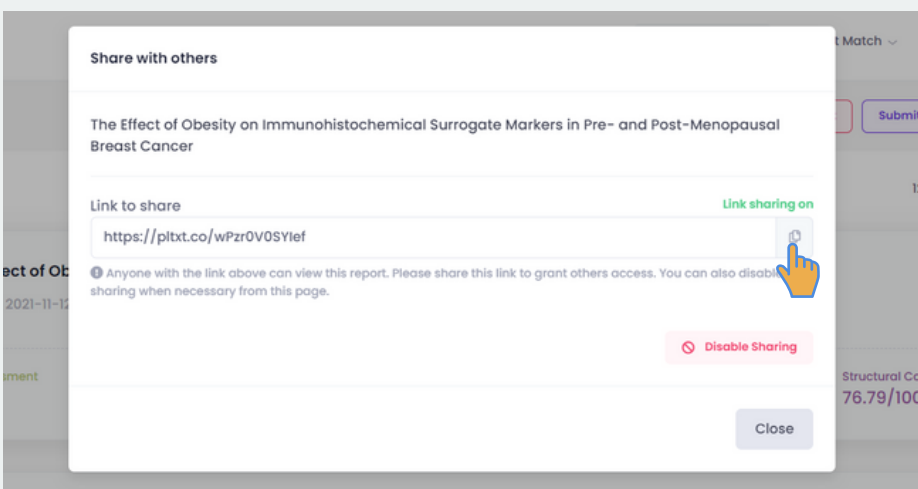 t Match
Share with others
Submit
The Effect of Obesity on Immunohistochemical Surrogate Markers in Pre- and Post-Menopausal
Breast Cancer
Link to share
Link sharing on
https://pltxt.co/wPzr0V0SYIef
ect of Ob
Anyone with the link above can view this report. Please share this link to grant others access. You can also disab
sharing when necessary from this page.
2021-11-12
Disable Sharing
sment
Structural Co
76.79/100
Close